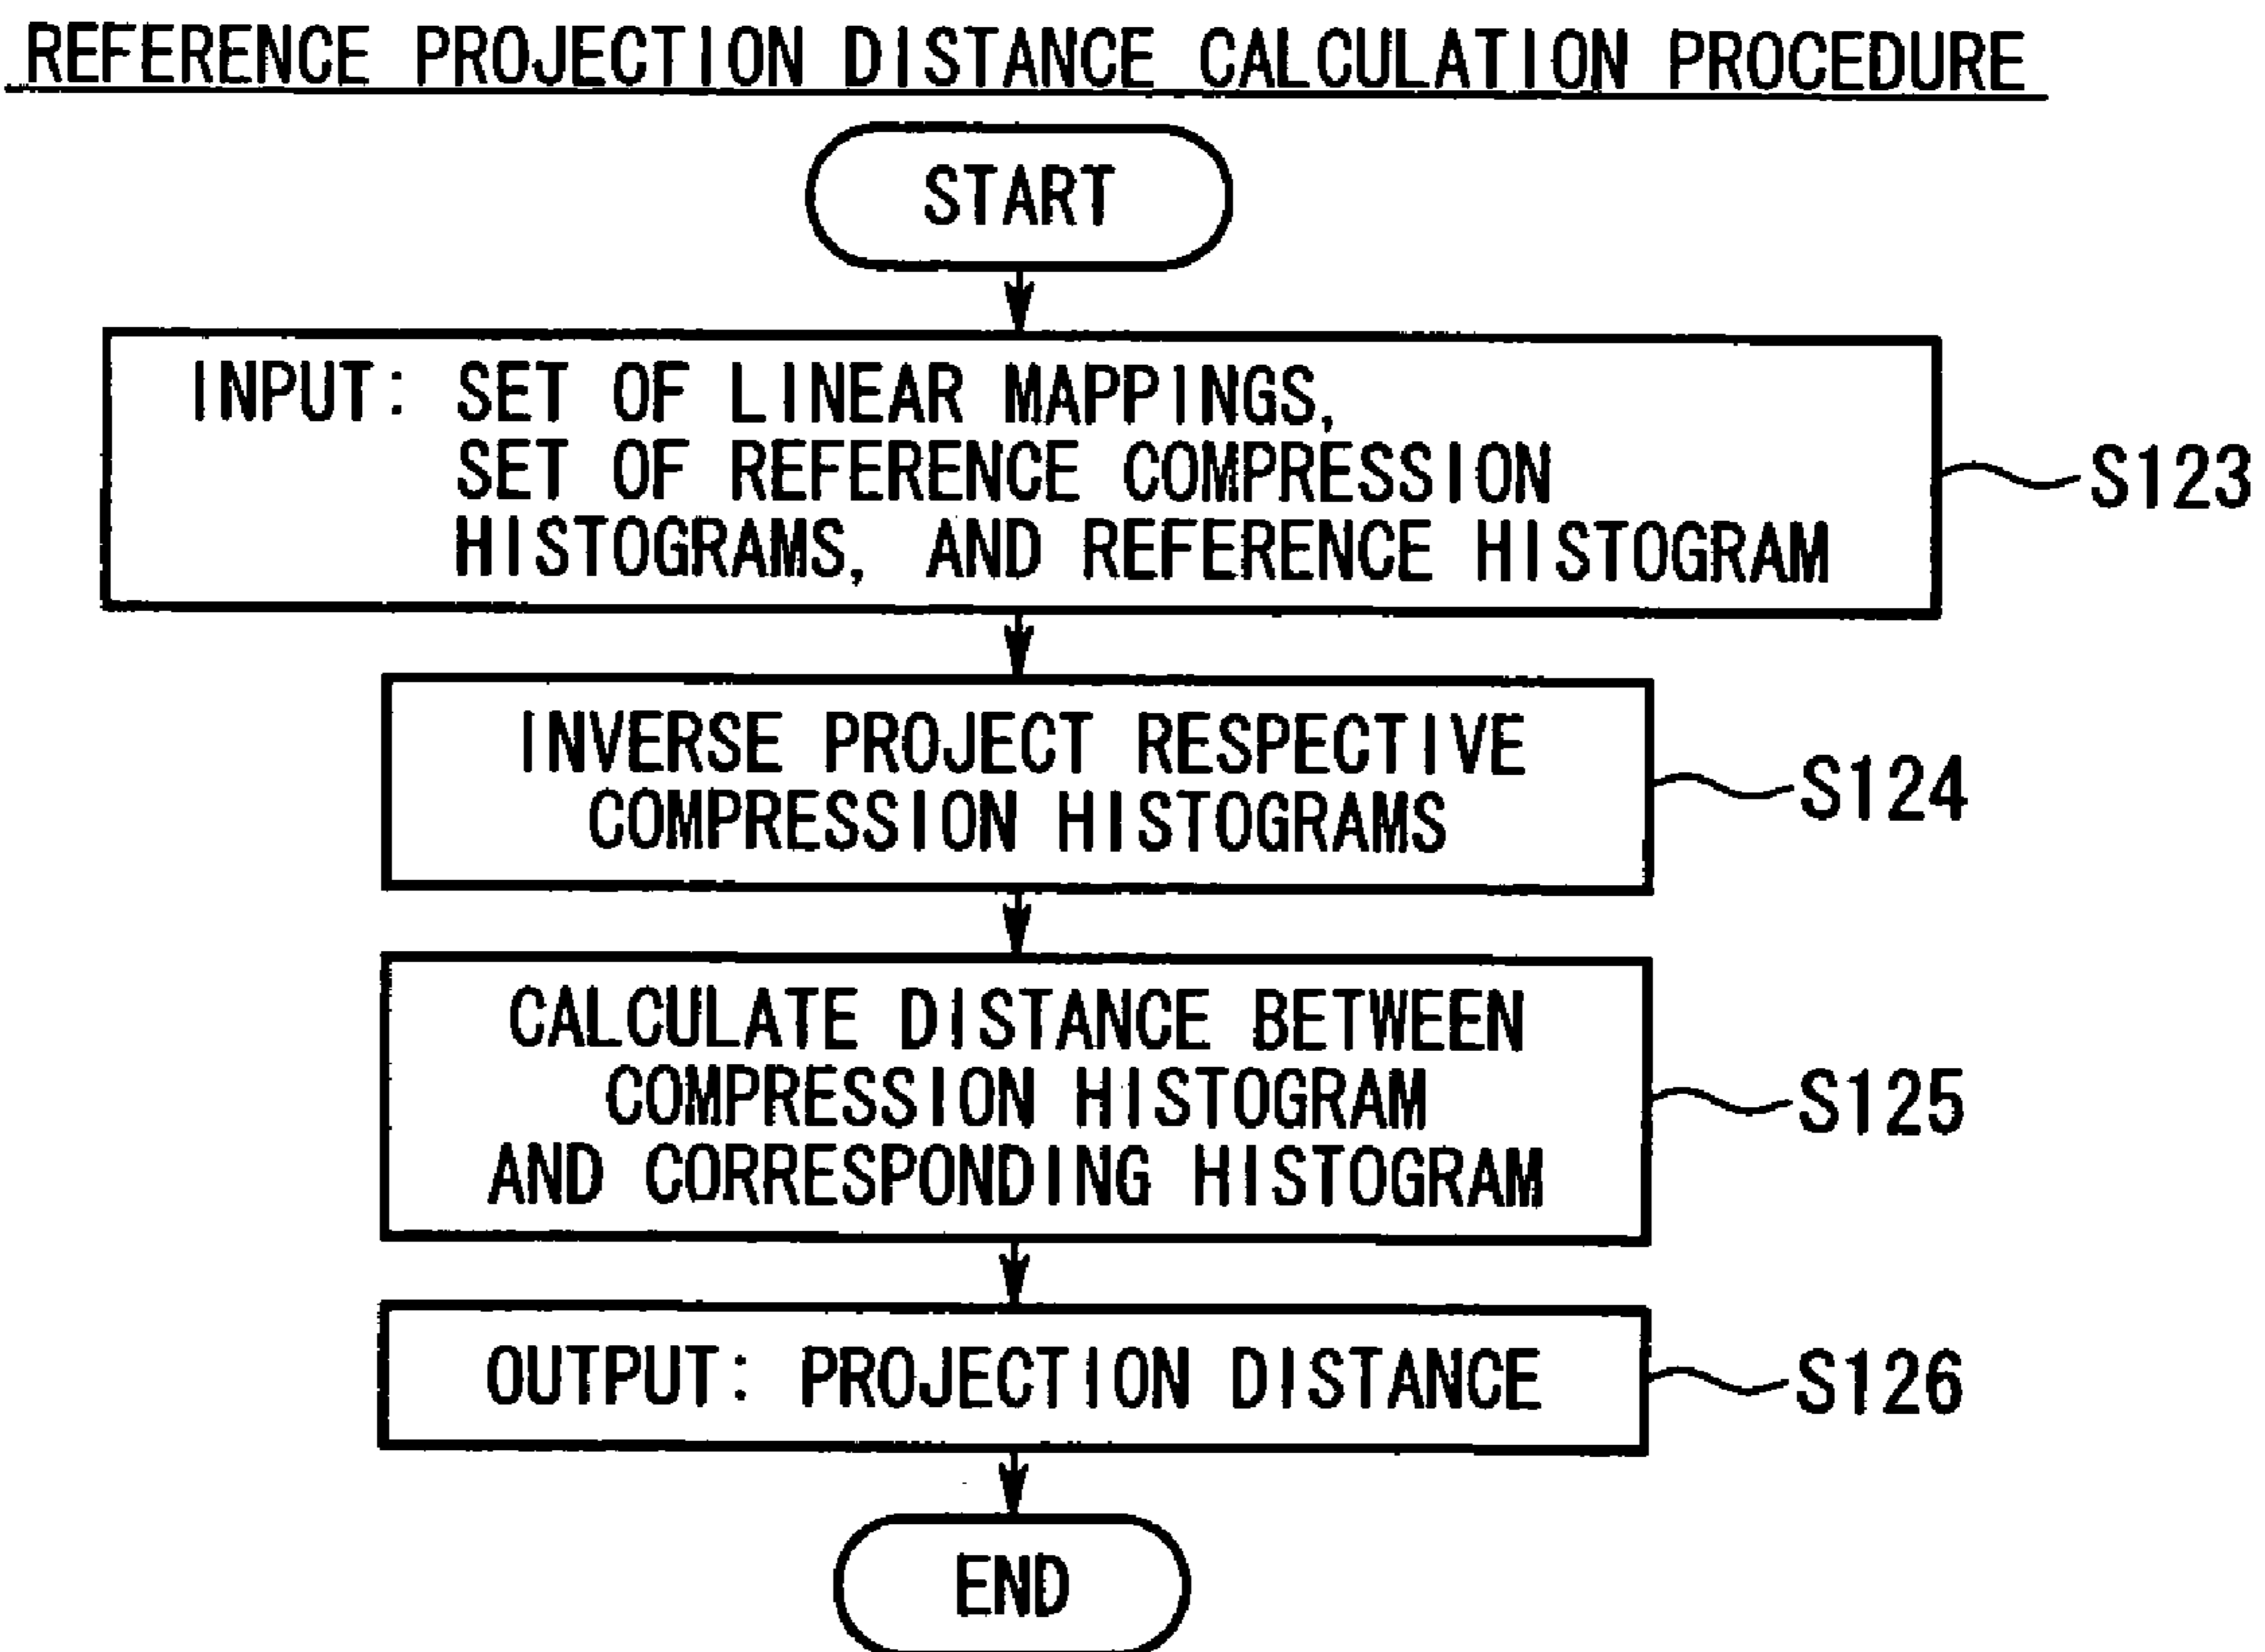 REFERENCE PROJECTION DISTANCE CALCULATION PROCEDURE
START
INPUT: SET OF LINEAR MAPPINGS,
SET OF REFERENCE COMPRESSION
HISTOGRAMS, AND REFERENCE HISTOGRAM
S123
INVERSE PROJECT RESPECTIVE
COMPRESSION HISTOGRAMS
S124
CALCULATE DISTANCE BETWEEN
COMPRESSION HISTOGRAM
AND CORRESPONDING HISTOGRAM
S125
OUTPUT: PROJECTION DISTANCE
S126
END